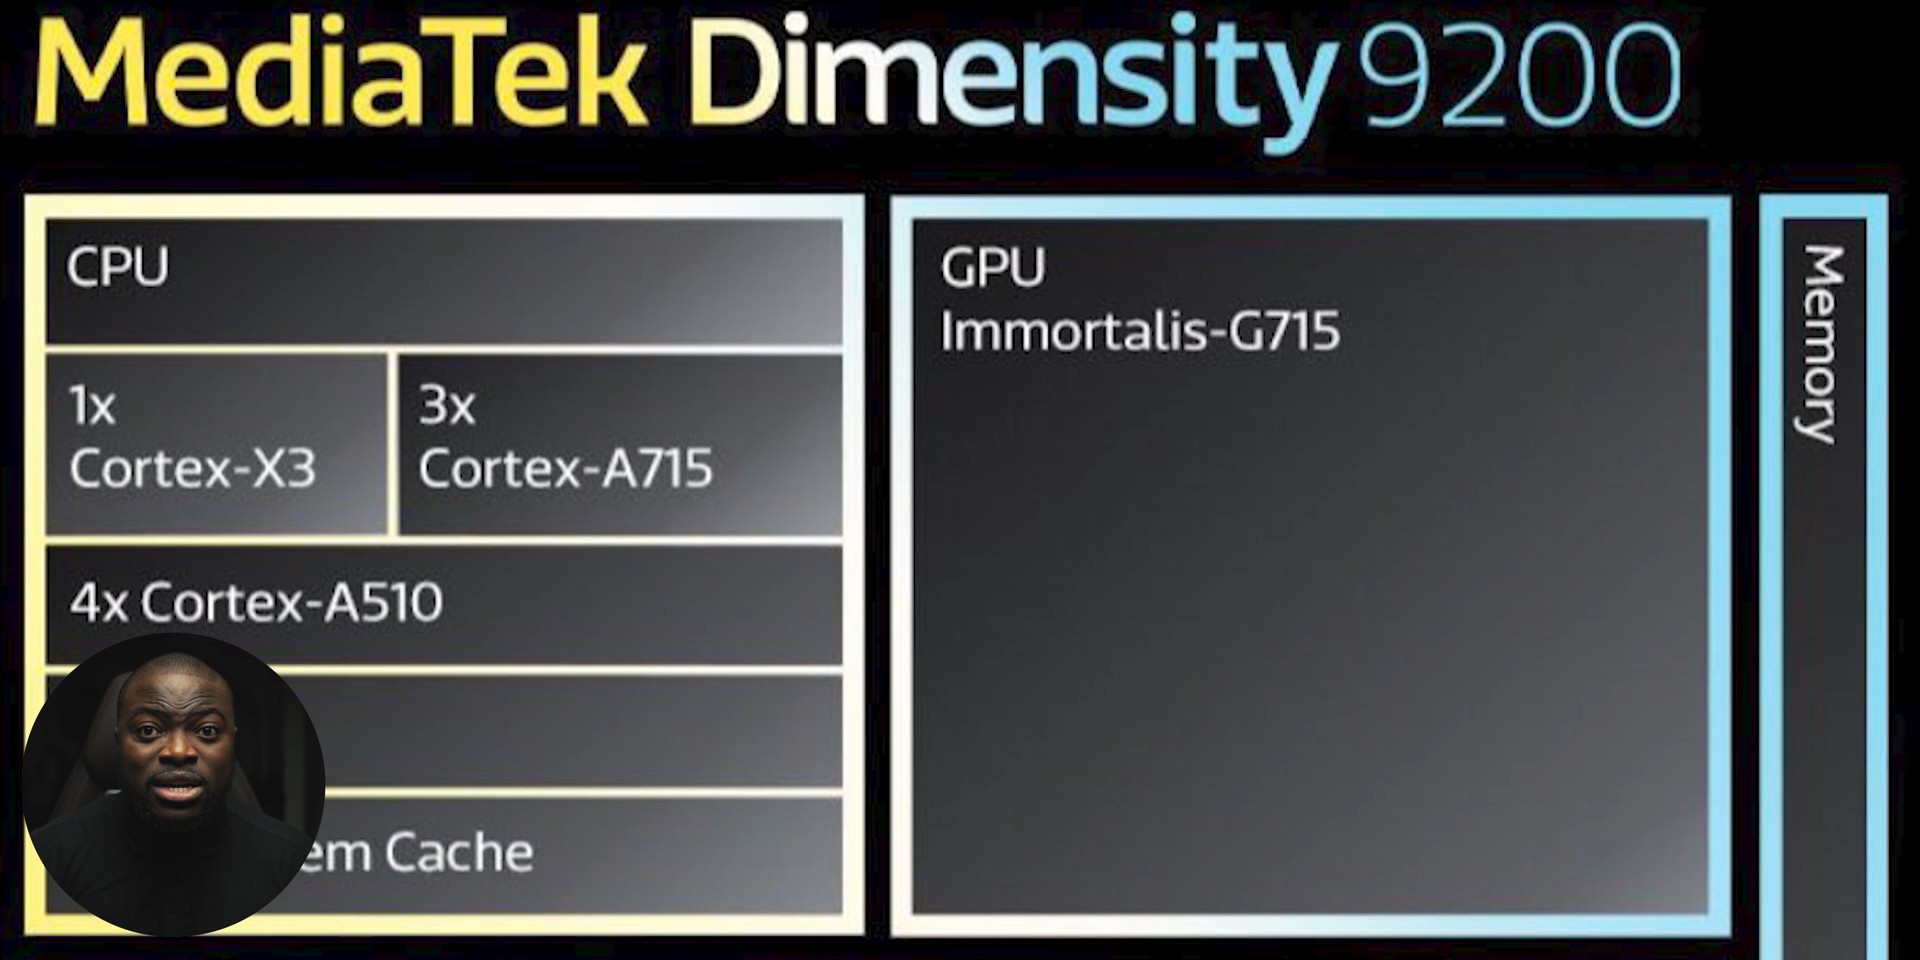 MediaTek Dimensity 9200
CPU
1x
Cortex-X3
3x
Cortex-A715
4x Cortex-A510
em Cache
GPU
Immortalis-G715
Memory